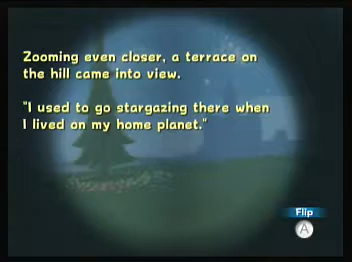 Zooming even closer, a terrace on
the hill came into view.
"I used to go stargazing there when
I lived on my home planet."
Flip
A